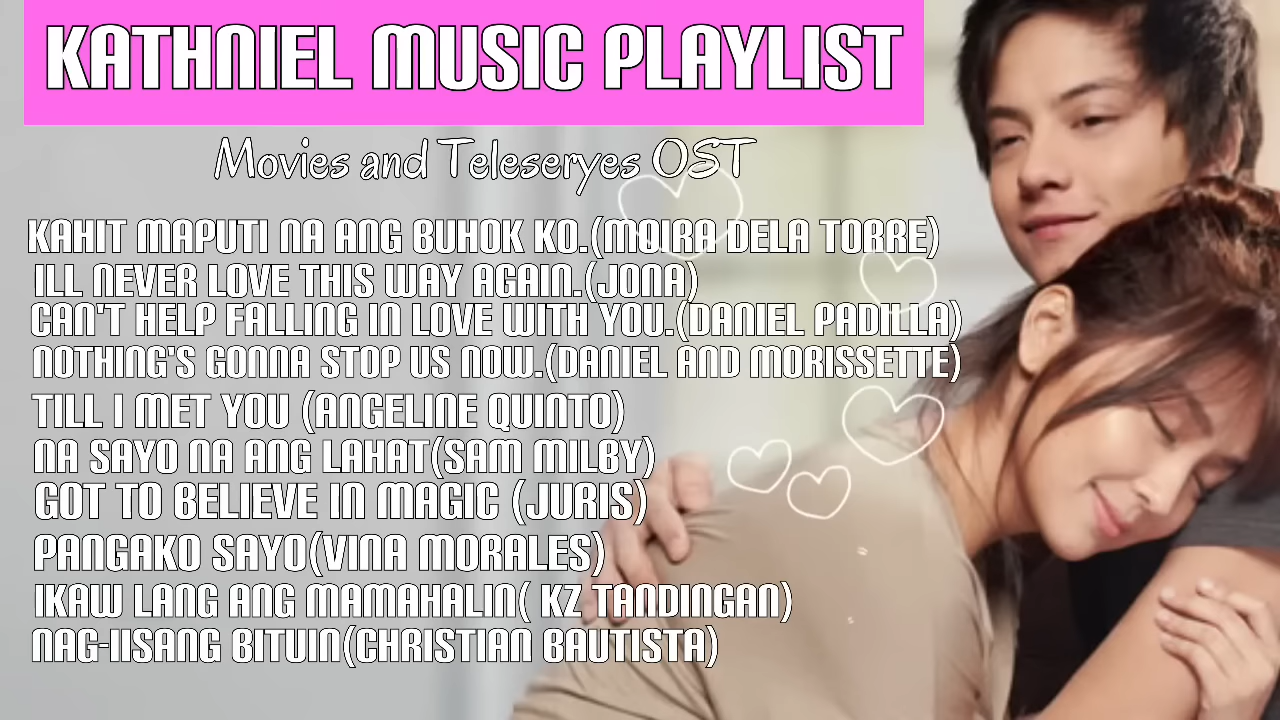 KATHNIEL MUSIC PLAYLIST
Movies and Teleseryes OST
KAHIT MAPUTI NA ANG BUHOK KO.(MOIRA DELA TORRE)
ILL NEVER LOVE THIS WAY AGAIN.(JONA)
CAN'T HELP FALLING IN LOVE WITH YOU.(DANIEL PADILLA)
NOTHING'S GONNA STOP US NOW.(DANIEL AND MORISSETTE)
TILL I MET YOU (ANGELINE QUINTO)
NA SAYO NA ANG LAHAT(SAM MILBY)
GOT TO BELIEVE IN MAGIC (JURIS)
PANGAKO SAYO(VINA MORALES)
IKAW LANG ANG MAMAHALIN( KZ TANDINGAN)
NAG-IISANG BITUIN(CHRISTIAN BAUTISTA)